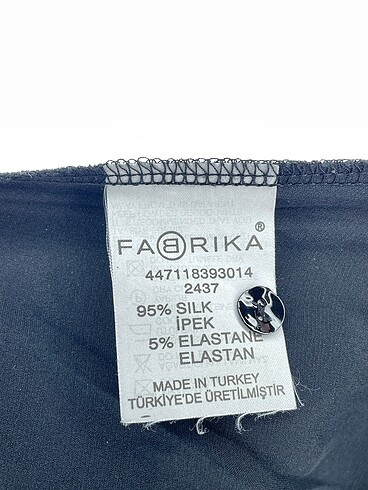 FABRIKA®
447118393014
2437
95% SILK
İPEK
5% ELASTANE
ELASTAN
MADE IN TURKEY
TÜRKİYE'DE ÜRETİLMİŞTİR